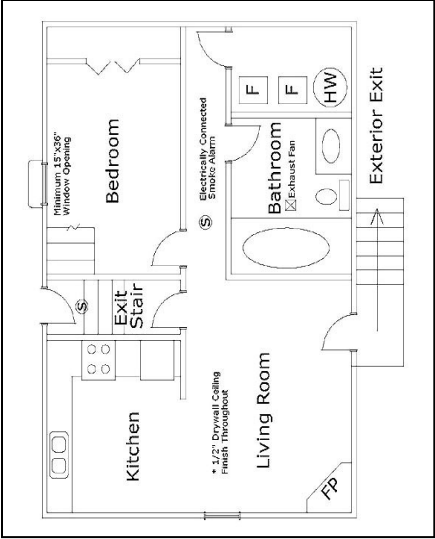 Minimum 15"x36"
Window Opening
Bedroom
Electrically Connected
Smoke Alarm
S
F
F
HW
Bathroom
Exhaust Fan
Exterior Exit
S
Exit
Stair
Kitchen
* 1/2" Drywall Ceiling
Finish Throughout
Living Room
FP